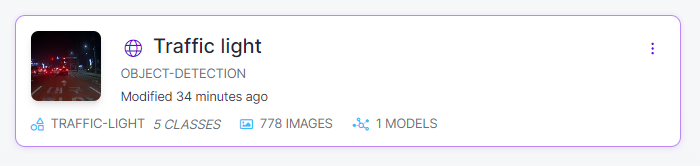 Traffic light
OBJECT-DETECTION
Modified 34 minutes ago
TRAFFIC-LIGHT 5 CLASSES 778 IMAGES 1 MODELS